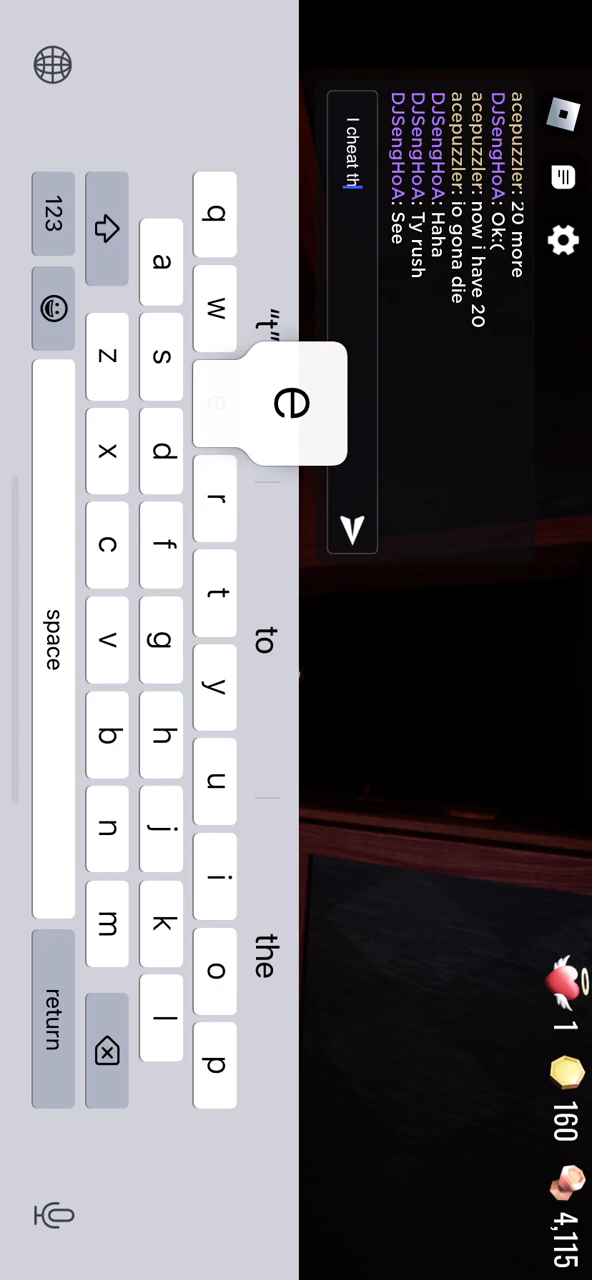 acepuzzler: 20 more
DJSengHoA: Ok:(
acepuzzler: now i have 20
acepuzzler: io gona die
DJSengHoA: Haha
DJSengHoA: Ty rush
DJSengHoA: See
I cheat th
1 160 4,115
"t" to the
q w e r t y u i o p
e
a s d f g h j k l
z x c v b n m
123 space return